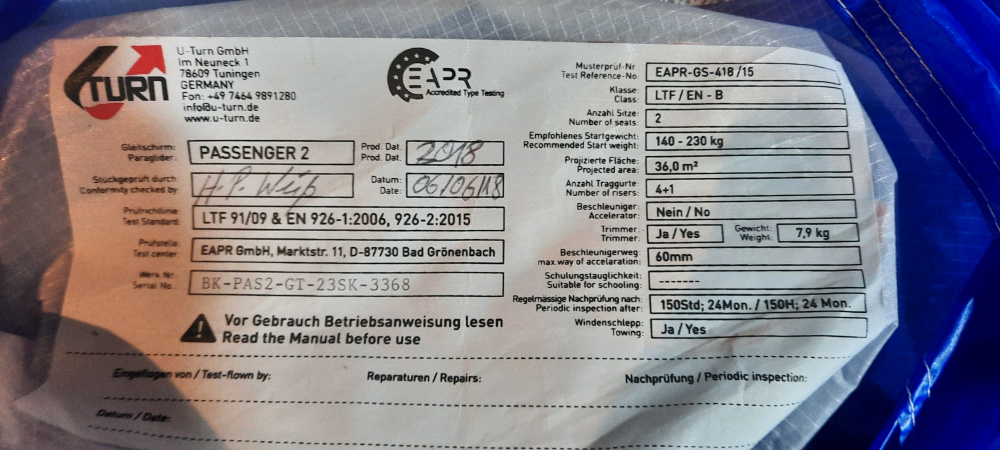 TURN
U-Turn GmbH
Im Neuneck 1
78609 Tuningen
GERMANY
Fon: +49 7464 9891280
info@u-turn.de
www.u-turn.de
EAPR
Accredited Type Testing
Gleitschirm: PASSENGER 2 Prod. Dat. 2018
Paraglider: Prod. Dat.
Stückgeprüft durch: H.P. Weiß Datum: 06/06/18
Conformity checked by Date:
Prüfrichtlinie LTF 91/09 & EN 926-1:2006, 926-2:2015
Test Standard:
Prüfstelle: EAPR GmbH, Marktstr. 11, D-87730 Bad Grönenbach
Test center:
Werk Nr. BK-PAS2-GT-23SK-3368
Serial No.
Vor Gebrauch Betriebsanweisung lesen
Read the Manual before use
Musterprüf-Nr. EAPR-GS-418/15
Test Reference-No:
Klasse: LTF/EN - B
Class:
Anzahl Sitze: 2
Number of seats:
Empfohlenes Startgewicht: 140 - 230 kg
Recommended Start weight:
Projizierte Fläche: 36,0 m²
Projected area:
Anzahl Traggurte: 4+1
Number of risers:
Beschleuniger: Nein / No
Accelerator:
Trimmer: Ja / Yes Gewicht: 7,9 kg
Trimmer: Weight:
Beschleunigerweg: 60mm
max.way of accelaration:
Schulungstauglichkeit: -------
Suitable for schooling:
Regelmässige Nachprüfung nach: 150Std; 24Mon. / 150H; 24 Mon.
Periodic inspection after:
Windenschlepp: Ja / Yes
Towing:
Eingeflogen von / Test-flown by: Reparaturen / Repairs: Nachprüfung / Periodic inspection:
Datum / Date: